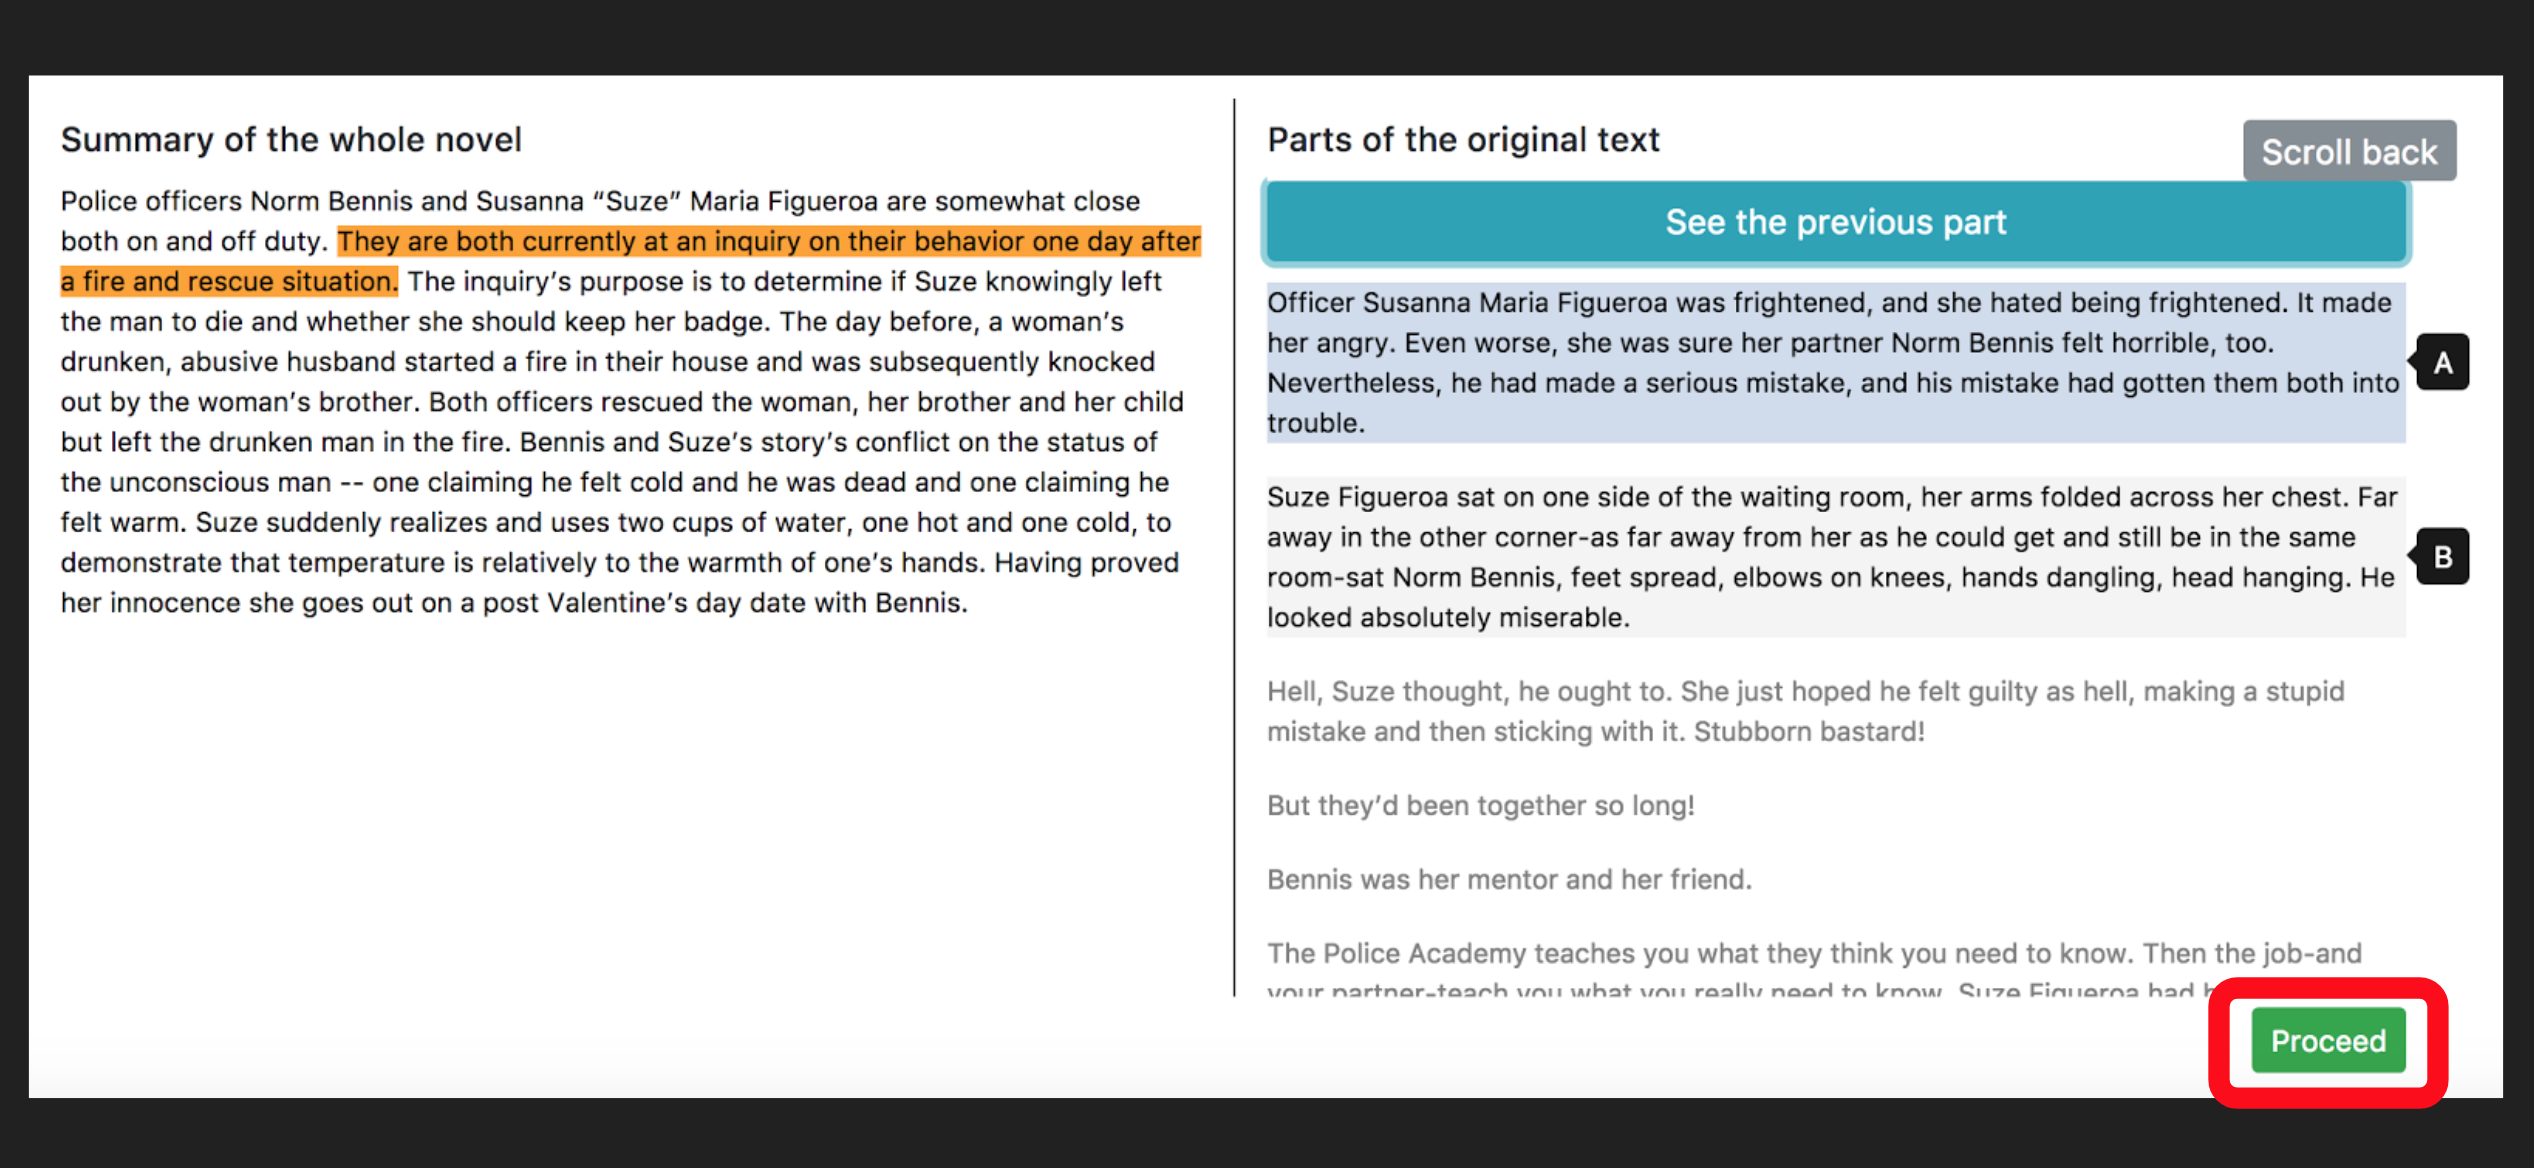 Summary of the whole novel
Police officers Norm Bennis and Susanna “Suze” Maria Figueroa are somewhat close
both on and off duty. They are both currently at an inquiry on their behavior one day after
a fire and rescue situation. The inquiry’s purpose is to determine if Suze knowingly left
the man to die and whether she should keep her badge. The day before, a woman’s
drunken, abusive husband started a fire in their house and was subsequently knocked
out by the woman’s brother. Both officers rescued the woman, her brother and her child
but left the drunken man in the fire. Bennis and Suze’s story’s conflict on the status of
the unconscious man -- one claiming he felt cold and he was dead and one claiming he
felt warm. Suze suddenly realizes and uses two cups of water, one hot and one cold, to
demonstrate that temperature is relatively to the warmth of one’s hands. Having proved
her innocence she goes out on a post Valentine’s day date with Bennis.
Parts of the original text
Scroll back
See the previous part
Officer Susanna Maria Figueroa was frightened, and she hated being frightened. It made
her angry. Even worse, she was sure her partner Norm Bennis felt horrible, too.
Nevertheless, he had made a serious mistake, and his mistake had gotten them both into
trouble.
A
Suze Figueroa sat on one side of the waiting room, her arms folded across her chest. Far
away in the other corner-as far away from her as he could get and still be in the same
room-sat Norm Bennis, feet spread, elbows on knees, hands dangling, head hanging. He
looked absolutely miserable.
B
Hell, Suze thought, he ought to. She just hoped he felt guilty as hell, making a stupid
mistake and then sticking with it. Stubborn bastard!
But they’d been together so long!
Bennis was her mentor and her friend.
The Police Academy teaches you what they think you need to know. Then the job-and
your partner-teach you what you really need to know. Suze Figueroa had
Proceed